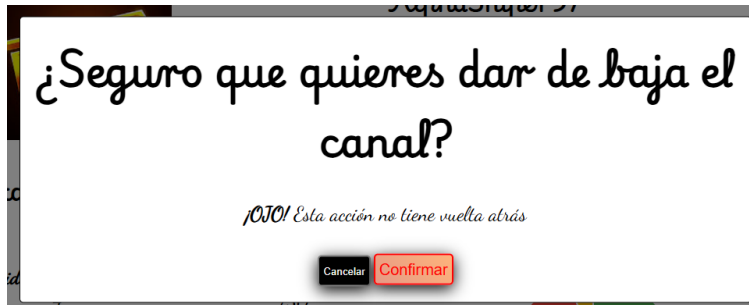 ¿Seguro que quieres dar de baja el
canal?
¡OJO! Esta acción no tiene vuelta atrás
Cancelar Confirmar